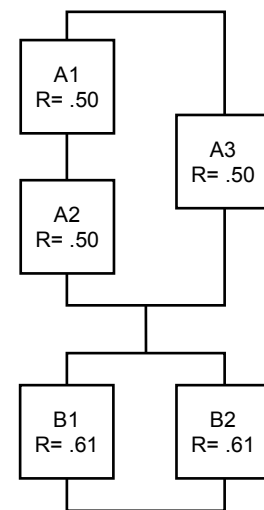 A1
R= .50
A3
R= .50
A2
R= .50
B1
R= .61
B2
R= .61